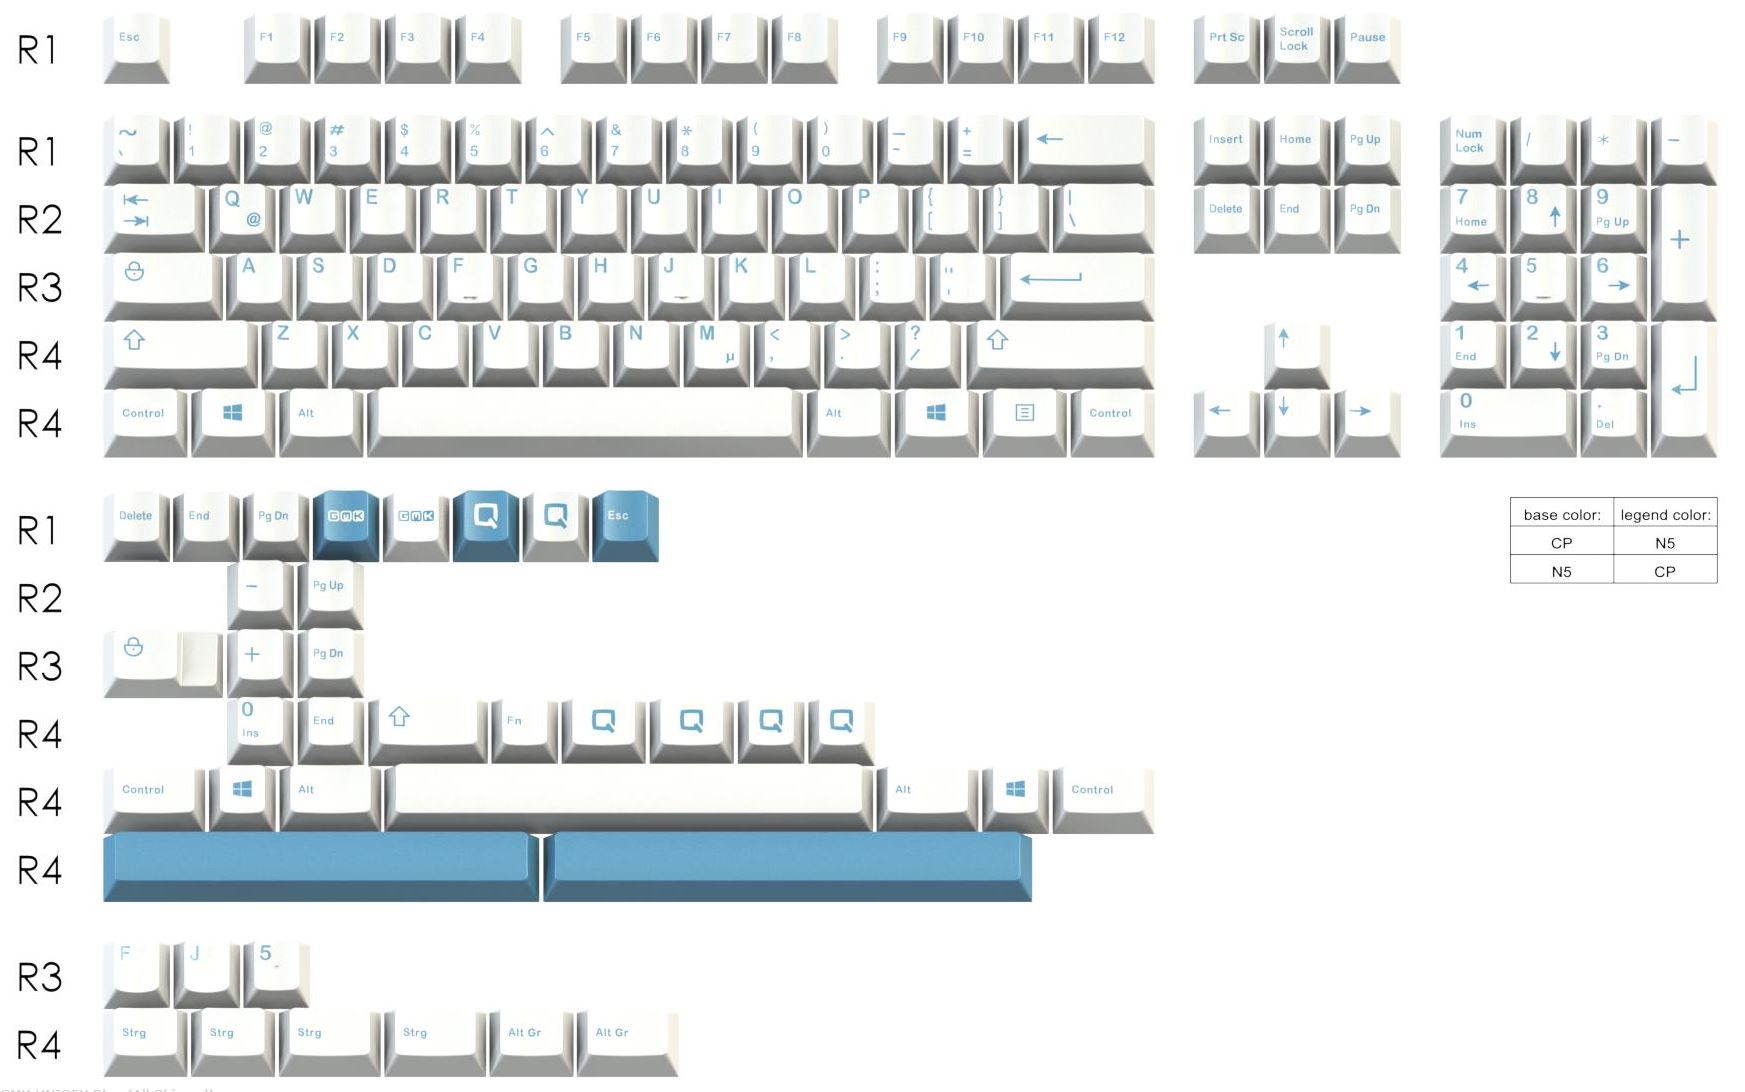 R1 Esc F1 F2 F3 F4 F5 F6 F7 F8 F9 F10 F11 F12 Prt Sc Scroll Lock Pause
R1 ~ ` ! 1 @ 2 # 3 $ 4 % 5 ^ 6 & 7 * 8 ( 9 ) 0 _ - + = ← Insert Home Pg Up Num Lock / * -
R2 Q @ W E R T Y U I O P { [ } ] | \ Delete End Pg Dn 7 Home 8 ↑ 9 Pg Up +
R3 A S D F G H J K L : ; " ' 4 ← 5 6 →
R4 Z X C V B N M µ < , > . ? / ↑ 1 End 2 ↓ 3 Pg Dn
R4 Control Alt Alt Control ← ↓ → 0 Ins . Del
R1 Delete End Pg Dn GMK GMK Q Q Esc
base color: legend color:
CP N5
N5 CP
R2 - Pg Up
R3 + Pg Dn
R4 0 Ins End Fn Q Q Q Q
R4 Control Alt Alt Control
R4
R3 F J 5
R4 Strg Strg Strg Strg Alt Gr Alt Gr